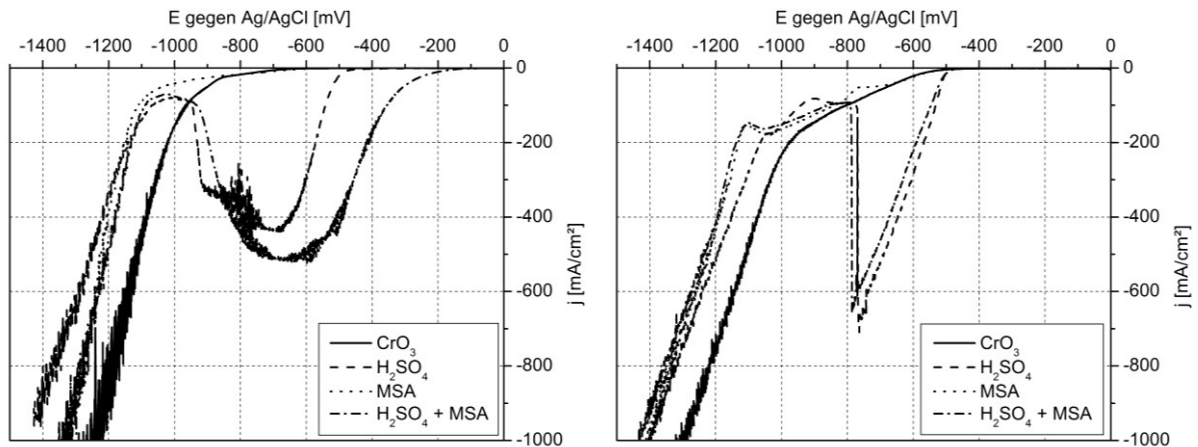 E gegen Ag/AgCl [mV]
-1400 -1200 -1000 -800 -600 -400 -200 0
0
-200
-400
-600
-800
-1000
j [mA/cm²]
CrO₃
H₂SO₄
MSA
H₂SO₄ + MSA
E gegen Ag/AgCl [mV]
-1400 -1200 -1000 -800 -600 -400 -200 0
0
-200
-400
-600
-800
-1000
j [mA/cm²]
CrO₃
H₂SO₄
MSA
H₂SO₄ + MSA